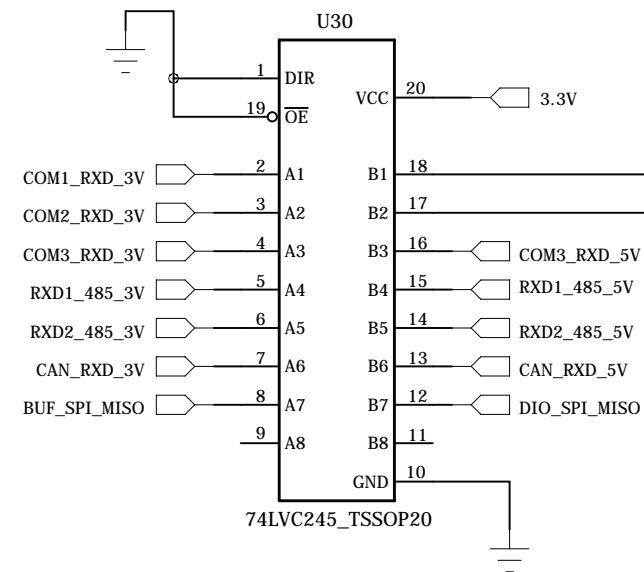 U30
1 DIR
VCC 20 3.3V
19 OE
COM1_RXD_3V 2 A1 B1 18
COM2_RXD_3V 3 A2 B2 17
COM3_RXD_3V 4 A3 B3 16 COM3_RXD_5V
RXD1_485_3V 5 A4 B4 15 RXD1_485_5V
RXD2_485_3V 6 A5 B5 14 RXD2_485_5V
CAN_RXD_3V 7 A6 B6 13 CAN_RXD_5V
BUF_SPI_MISO 8 A7 B7 12 DIO_SPI_MISO
9 A8 B8 11
GND 10
74LVC245_TSSOP20